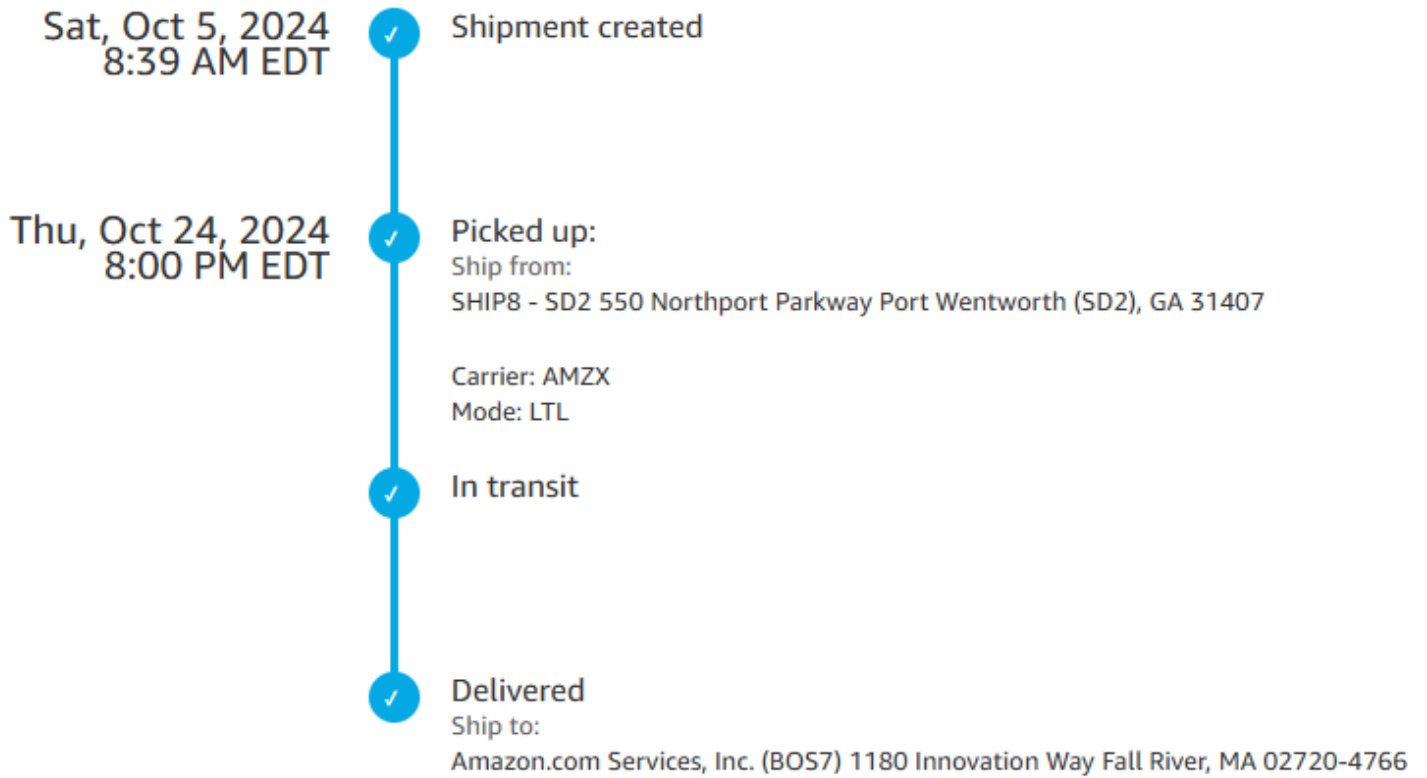 Sat, Oct 5, 2024
8:39 AM EDT
Shipment created
Thu, Oct 24, 2024
8:00 PM EDT
Picked up:
Ship from:
SHIP8 - SD2 550 Northport Parkway Port Wentworth (SD2), GA 31407
Carrier: AMZX
Mode: LTL
In transit
Delivered
Ship to:
Amazon.com Services, Inc. (BOS7) 1180 Innovation Way Fall River, MA 02720-4766